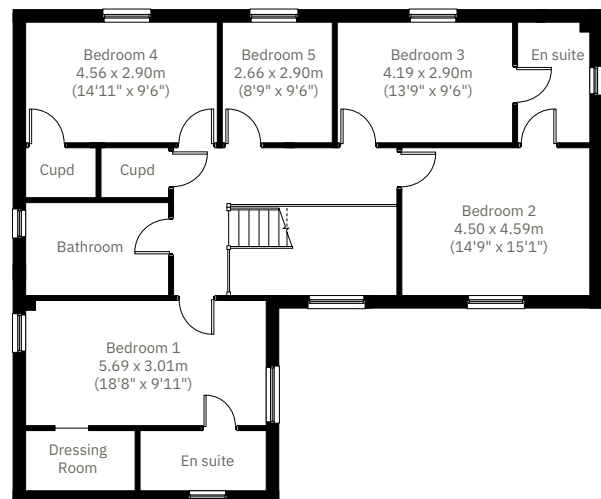 Bedroom 4
4.56 x 2.90m
(14'11" x 9'6")
Bedroom 5
2.66 x 2.90m
(8'9" x 9'6")
Bedroom 3
4.19 x 2.90m
(13'9" x 9'6")
En suite
Cupd
Cupd
Bathroom
Bedroom 2
4.50 x 4.59m
(14'9" x 15'1")
Bedroom 1
5.69 x 3.01m
(18'8" x 9'11")
Dressing
Room
En suite